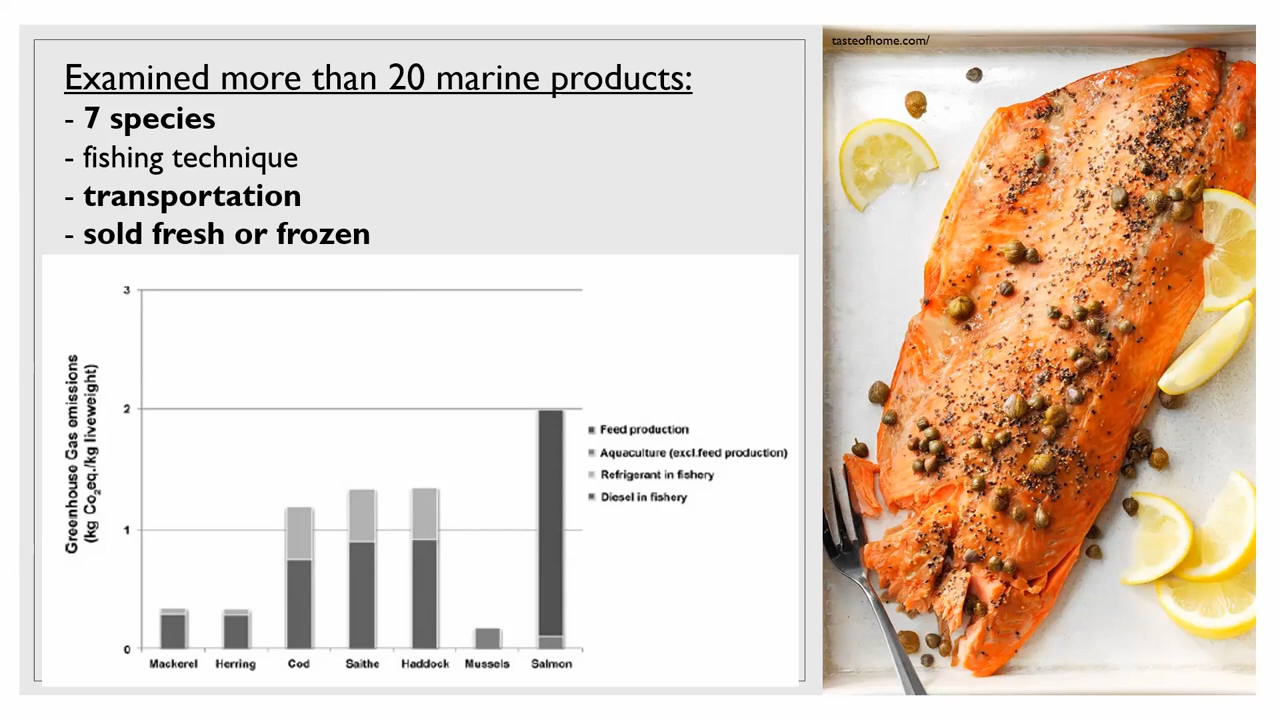 tasteofhome.com/
Examined more than 20 marine products:
- 7 species
- fishing technique
- transportation
- sold fresh or frozen
3
2
1
0
Greenhouse Gas emissions
(kg Co2eq./kg liveweight)
Feed production
Aquaculture (excl.feed production)
Refrigerant in fishery
Diesel in fishery
Mackerel Herring Cod Saithe Haddock Mussels Salmon